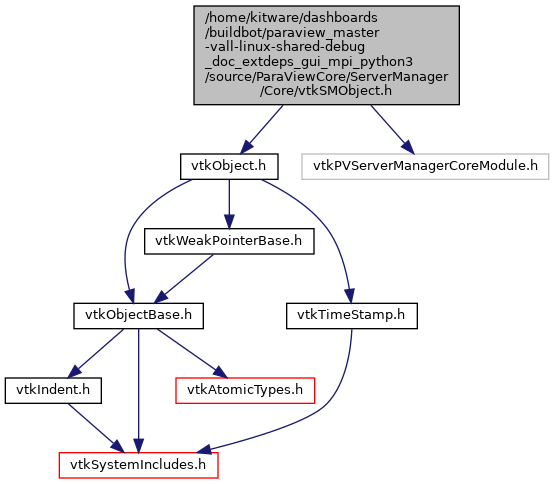 /home/kitware/dashboards
/buildbot/paraview_master
-vall-linux-shared-debug
_doc_extdeps_gui_mpi_python3
/source/ParaViewCore/ServerManager
/Core/vtkSMObject.h
vtkObject.h
vtkPVServerManagerCoreModule.h
vtkWeakPointerBase.h
vtkObjectBase.h
vtkTimeStamp.h
vtkIndent.h
vtkAtomicTypes.h
vtkSystemIncludes.h